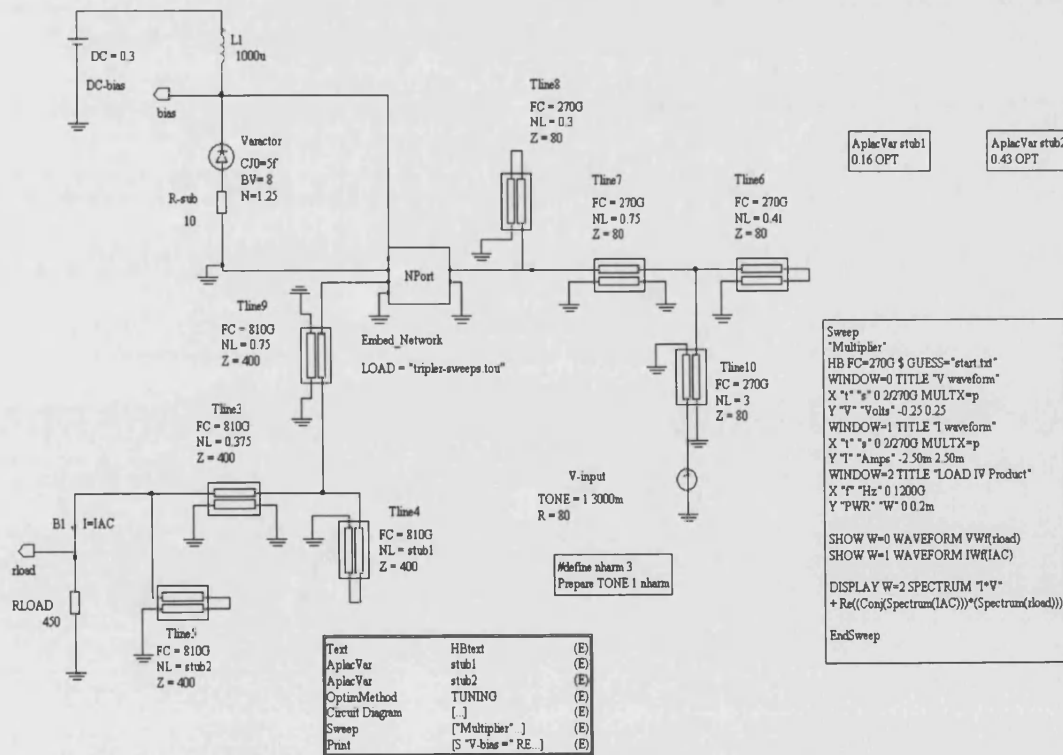 DC = 0.3
DC-bias
L1
1000u
bias
Varactor
CJ0=5f
BV= 8
N=1.25
R-sub
10
Tline8
FC = 270G
NL = 0.3
Z = 80
Tline7
FC = 270G
NL = 0.75
Z = 80
Tline6
FC = 270G
NL = 0.41
Z = 80
AplacVar stub1
0.16 OPT
AplacVar stub2
0.43 OPT
NPort
Embed_Network
LOAD = "tripler-sweeps.tou"
Tline9
FC = 810G
NL = 0.75
Z = 400
Tline10
FC = 270G
NL = 3
Z = 80
Tline3
FC = 810G
NL = 0.375
Z = 400
V-input
TONE = 1 3000m
R = 80
Tline4
FC = 810G
NL = stub1
Z = 400
B1
I=IAC
rload
RLOAD
450
Tline5
FC = 810G
NL = stub2
Z = 400
#define nharm 3
Prepare TONE 1 nharm
Sweep
"Multiplier"
HB FC=270G $ GUESS="start.txt"
WINDOW=0 TITLE "V waveform"
X "t" "s" 0 2/270G MULTX=p
Y "V" "Volts" -0.25 0.25
WINDOW=1 TITLE "I waveform"
X "t" "s" 0 2/270G MULTX=p
Y "I" "Amps" -2.50m 2.50m
WINDOW=2 TITLE "LOAD IV Product"
X "f" "Hz" 0 1200G
Y "PWR" "W" 0 0.2m
SHOW W=0 WAVEFORM VWf(rload)
SHOW W=1 WAVEFORM IWf(IAC)
DISPLAY W=2 SPECTRUM "I*V"
+ Re((Conj(Spectrum(IAC)))*(Spectrum(rload)))
EndSweep
Text HBtext (E)
AplacVar stub1 (E)
AplacVar stub2 (E)
OptimMethod TUNING (E)
Circuit Diagram [...] (E)
Sweep ["Multiplier"...] (E)
Print [S "V-bias =" RE...] (E)